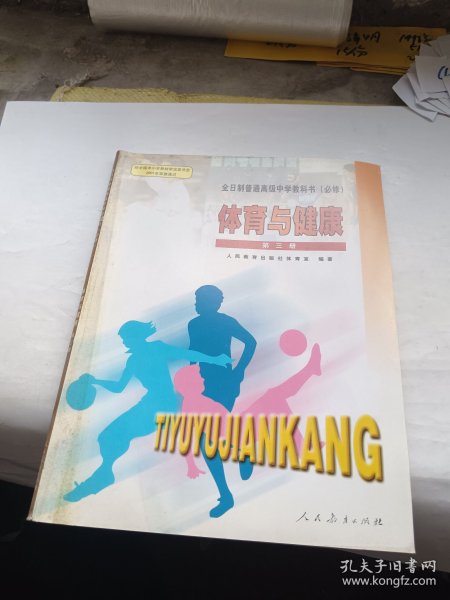 全日制普通高级中学教科书（必修）
体育与健康
第三册
人民教育出版社体育室 编著
TIYUYUJIANKANG
人民教育出版社
孔夫子旧书网
www.kongfz.com